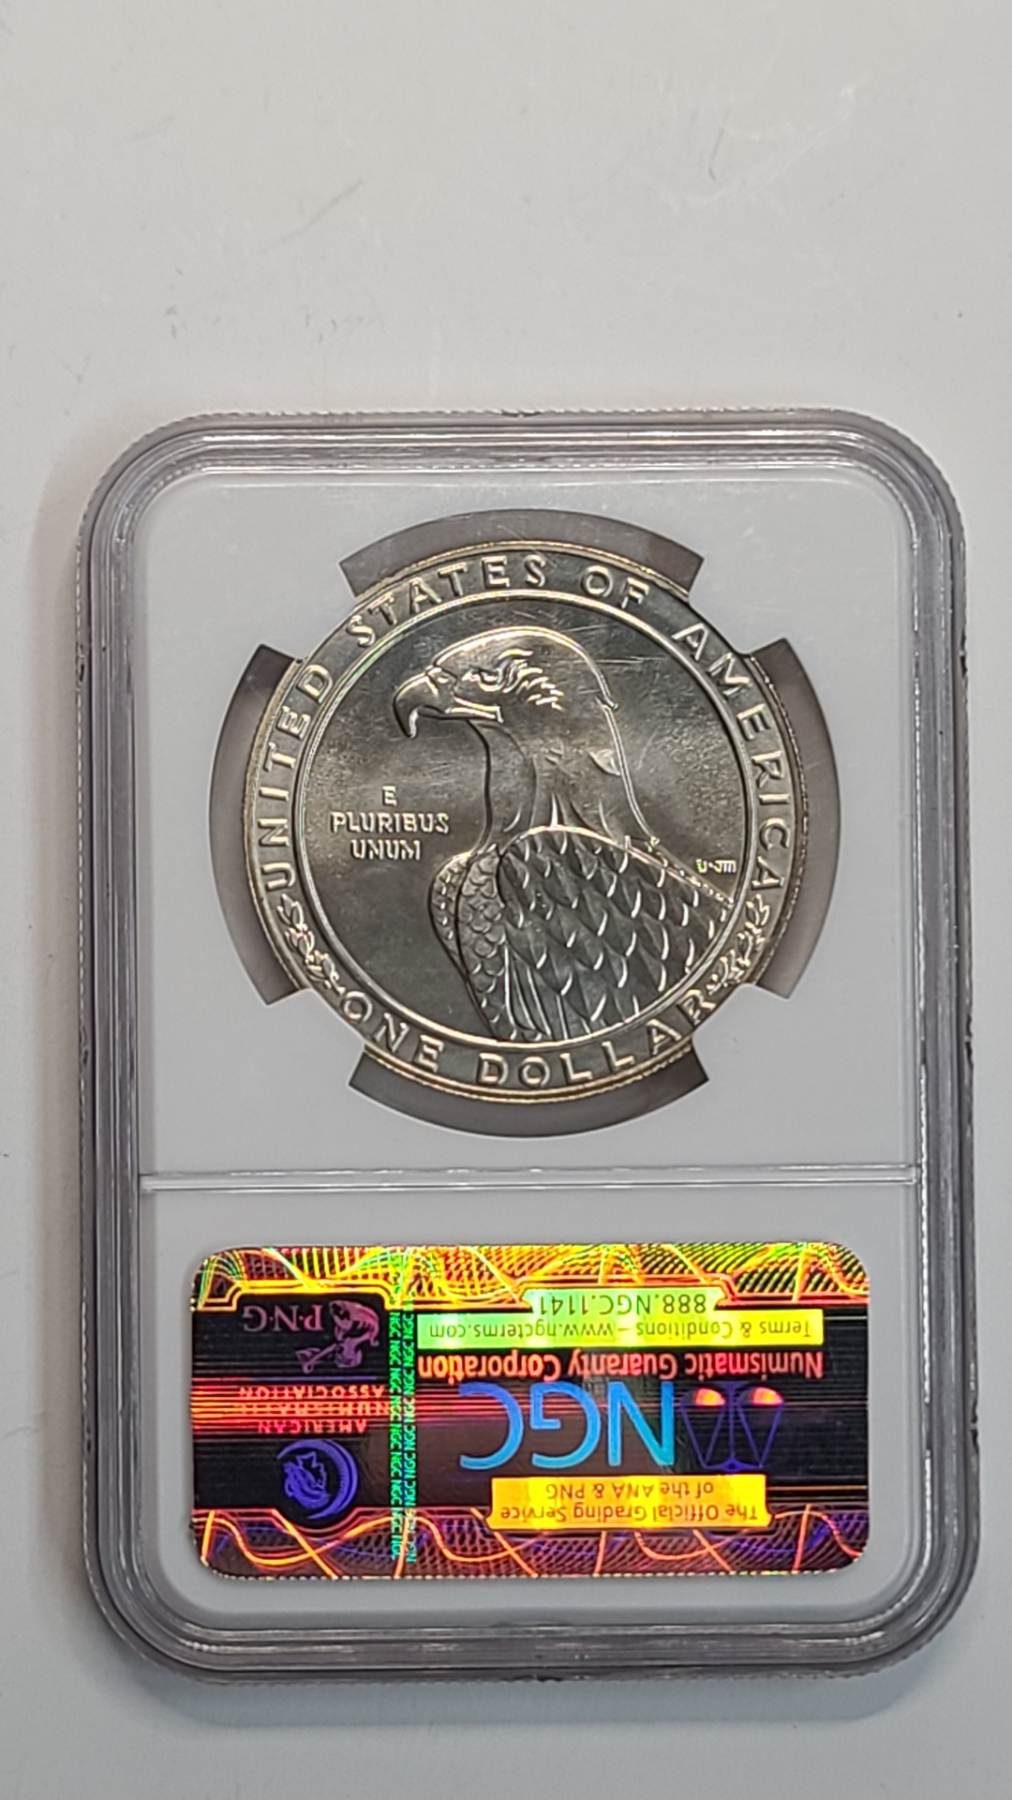 UNITED STATES OF AMERICA
E
PLURIBUS
UNUM
ONE DOLLAR
The Official Grading Service
of the ANA & PNG
NGC
Numismatic Guaranty Corporation
Terms & Conditions – www.ngcterms.com
888.NGC.1141
AMERICAN
NUMISMATIC
ASSOCIATION
P·N·G